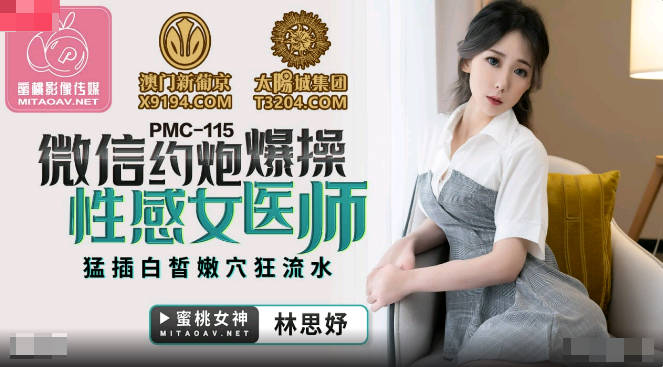 蜜桃影像传媒
MITAOAV.NET
澳门新葡京
X9194.COM
太陽城集团
T3204.COM
PMC-115
微信约炮爆操
性感女医师
猛插白皙嫩穴狂流水
蜜桃女神
MITAOAV.NET
林思妤